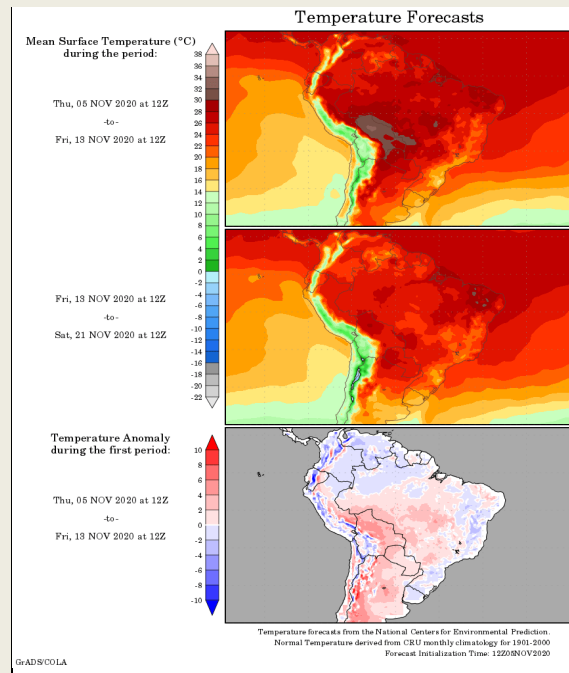 Temperature Forecasts
Mean Surface Temperature (°C)
during the period:
Thu, 05 NOV 2020 at 12Z
-to-
Fri, 13 NOV 2020 at 12Z
38
36
34
32
30
28
26
24
22
20
18
16
14
12
10
8
6
4
2
0
-2
-4
-6
-8
-10
-12
-14
-16
-18
-20
-22
Fri, 13 NOV 2020 at 12Z
-to-
Sat, 21 NOV 2020 at 12Z
Temperature Anomaly
during the first period:
Thu, 05 NOV 2020 at 12Z
-to-
Fri, 13 NOV 2020 at 12Z
10
8
6
4
2
0
-2
-4
-6
-8
-10
Temperature forecasts from the National Centers for Environmental Prediction.
Normal Temperature derived from CRU monthly climatology for 1901-2000
Forecast Initialization Time: 12Z05NOV2020
GrADS/COLA